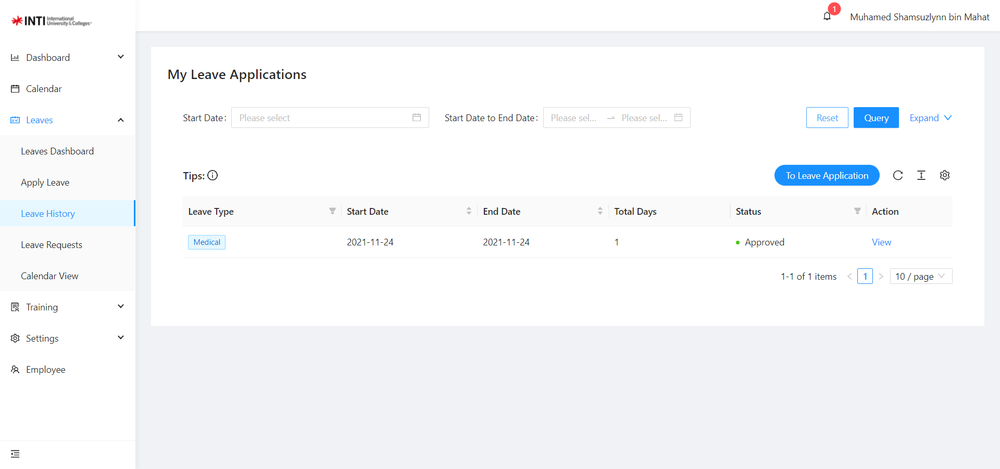 INTI International University & Colleges
1
Muhamed Shamsuzlynn bin Mahat
Dashboard
Calendar
Leaves
Leaves Dashboard
Apply Leave
Leave History
Leave Requests
Calendar View
Training
Settings
Employee
My Leave Applications
Start Date: Please select
Start Date to End Date: Please sel... → Please sel...
Reset Query Expand
Tips:
To Leave Application
Leave Type Start Date End Date Total Days Status Action
Medical 2021-11-24 2021-11-24 1 Approved View
1-1 of 1 items < 1 > 10 / page